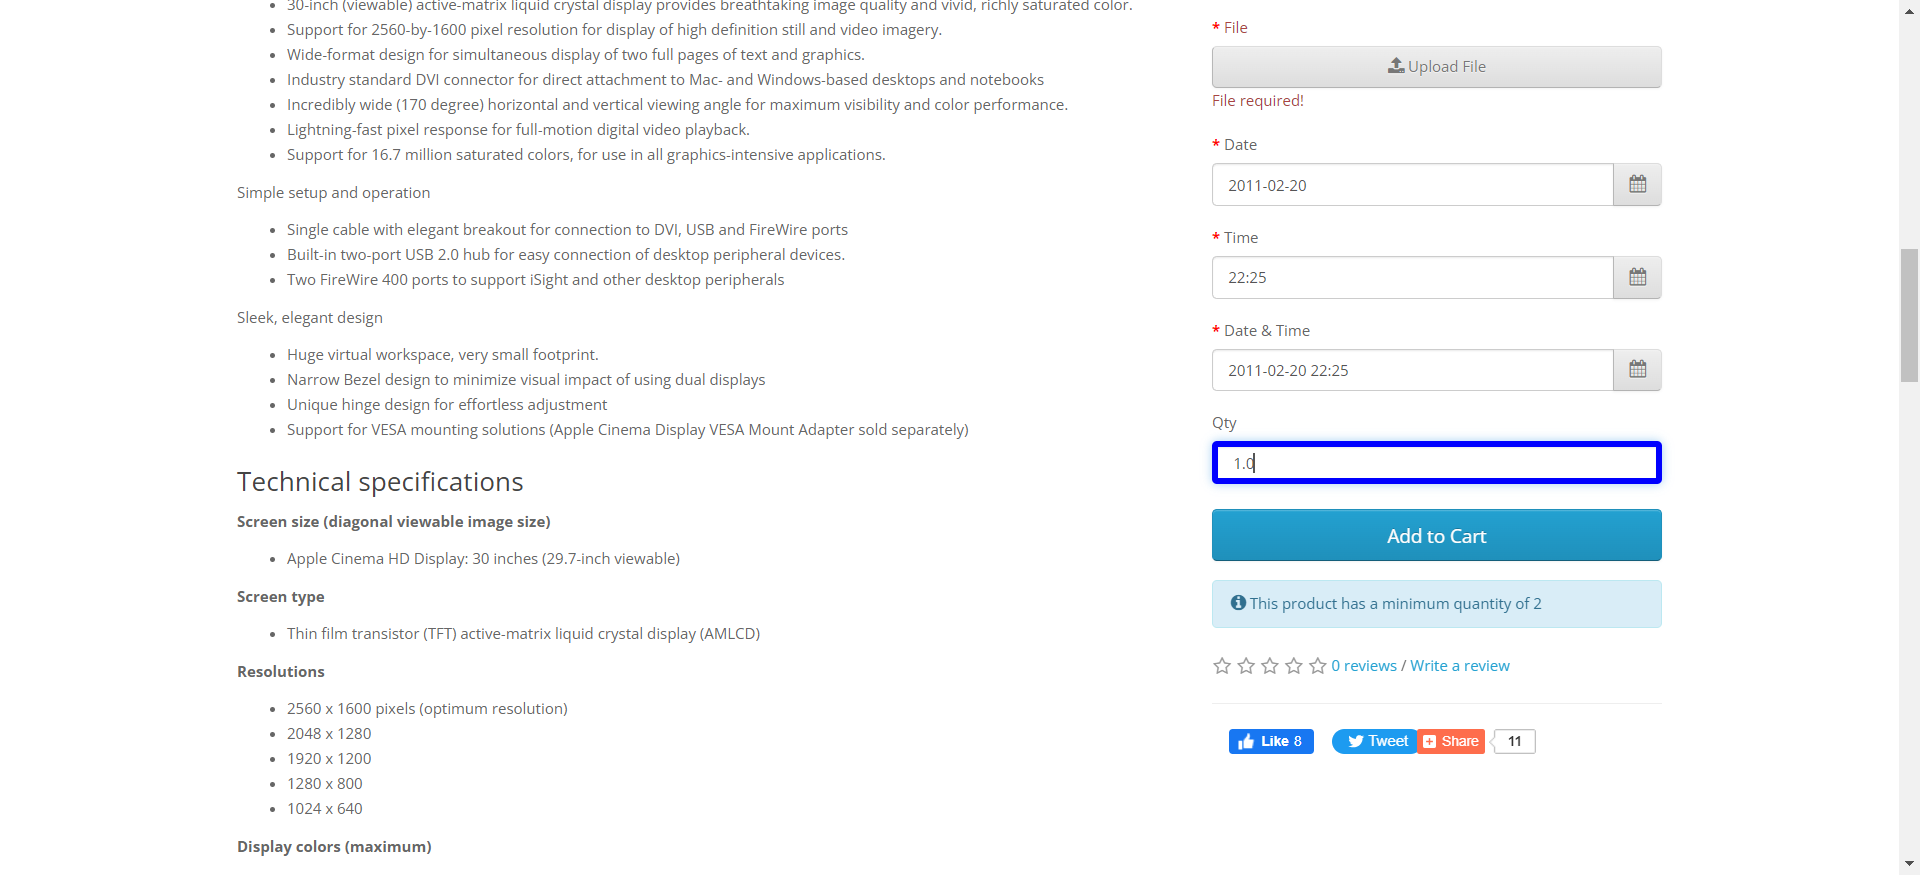 30-inch (viewable) active-matrix liquid crystal display provides breathtaking image quality and vivid, richly saturated color.
Support for 2560-by-1600 pixel resolution for display of high definition still and video imagery.
Wide-format design for simultaneous display of two full pages of text and graphics.
Industry standard DVI connector for direct attachment to Mac- and Windows-based desktops and notebooks
Incredibly wide (170 degree) horizontal and vertical viewing angle for maximum visibility and color performance.
Lightning-fast pixel response for full-motion digital video playback.
Support for 16.7 million saturated colors, for use in all graphics-intensive applications.
Simple setup and operation
Single cable with elegant breakout for connection to DVI, USB and FireWire ports
Built-in two-port USB 2.0 hub for easy connection of desktop peripheral devices.
Two FireWire 400 ports to support iSight and other desktop peripherals
Sleek, elegant design
Huge virtual workspace, very small footprint.
Narrow Bezel design to minimize visual impact of using dual displays
Unique hinge design for effortless adjustment
Support for VESA mounting solutions (Apple Cinema Display VESA Mount Adapter sold separately)
Technical specifications
Screen size (diagonal viewable image size)
Apple Cinema HD Display: 30 inches (29.7-inch viewable)
Screen type
Thin film transistor (TFT) active-matrix liquid crystal display (AMLCD)
Resolutions
2560 x 1600 pixels (optimum resolution)
2048 x 1280
1920 x 1200
1280 x 800
1024 x 640
Display colors (maximum)
* File
Upload File
File required!
* Date
2011-02-20
* Time
22:25
* Date & Time
2011-02-20 22:25
Qty
1.0
Add to Cart
This product has a minimum quantity of 2
0 reviews / Write a review
Like 8
Tweet
Share
11